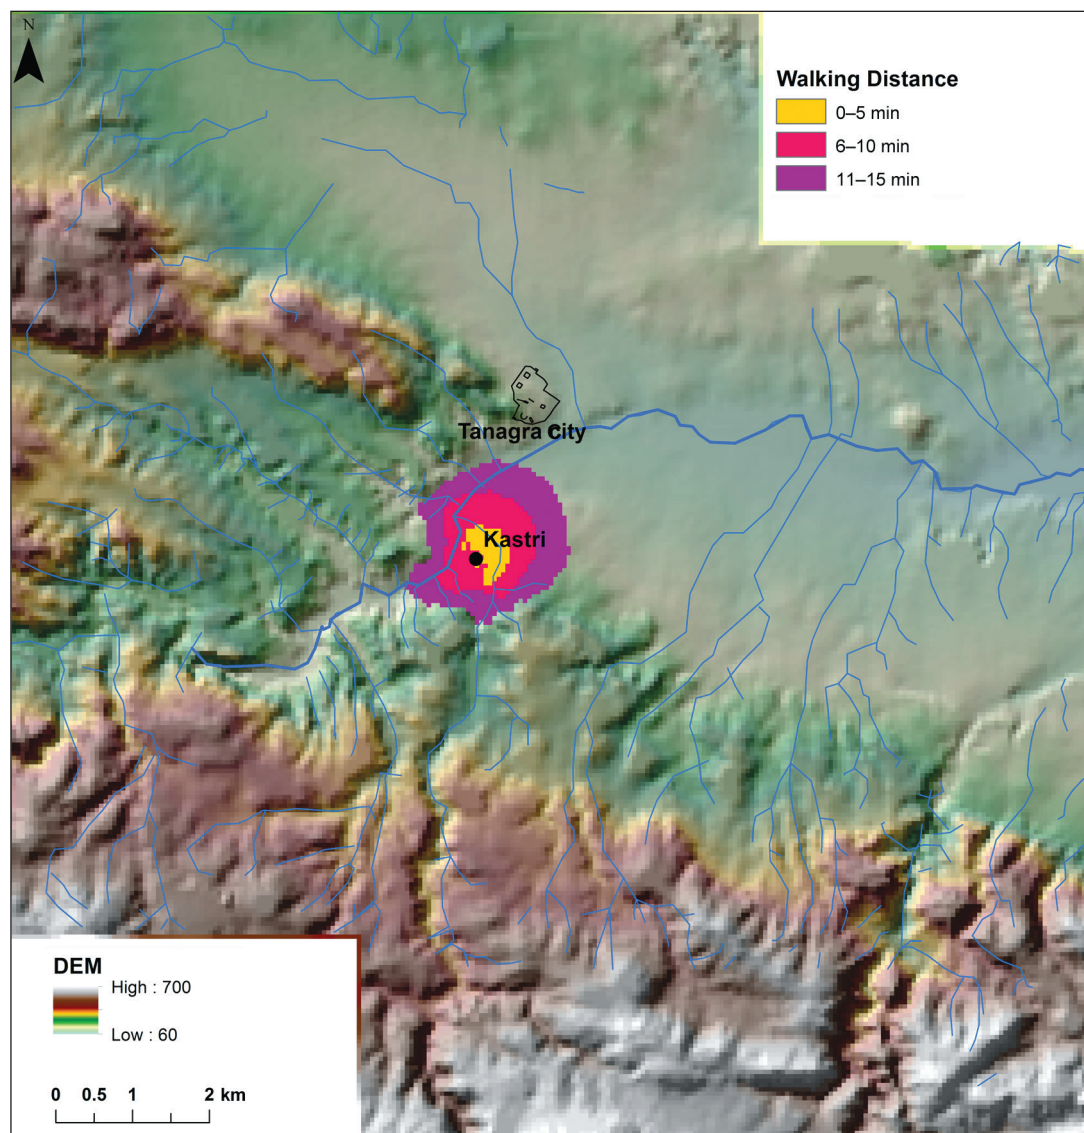 N
Walking Distance
0–5 min
6–10 min
11–15 min
Tanagra City
Kastri
DEM
High : 700
Low : 60
0 0.5 1 2 km